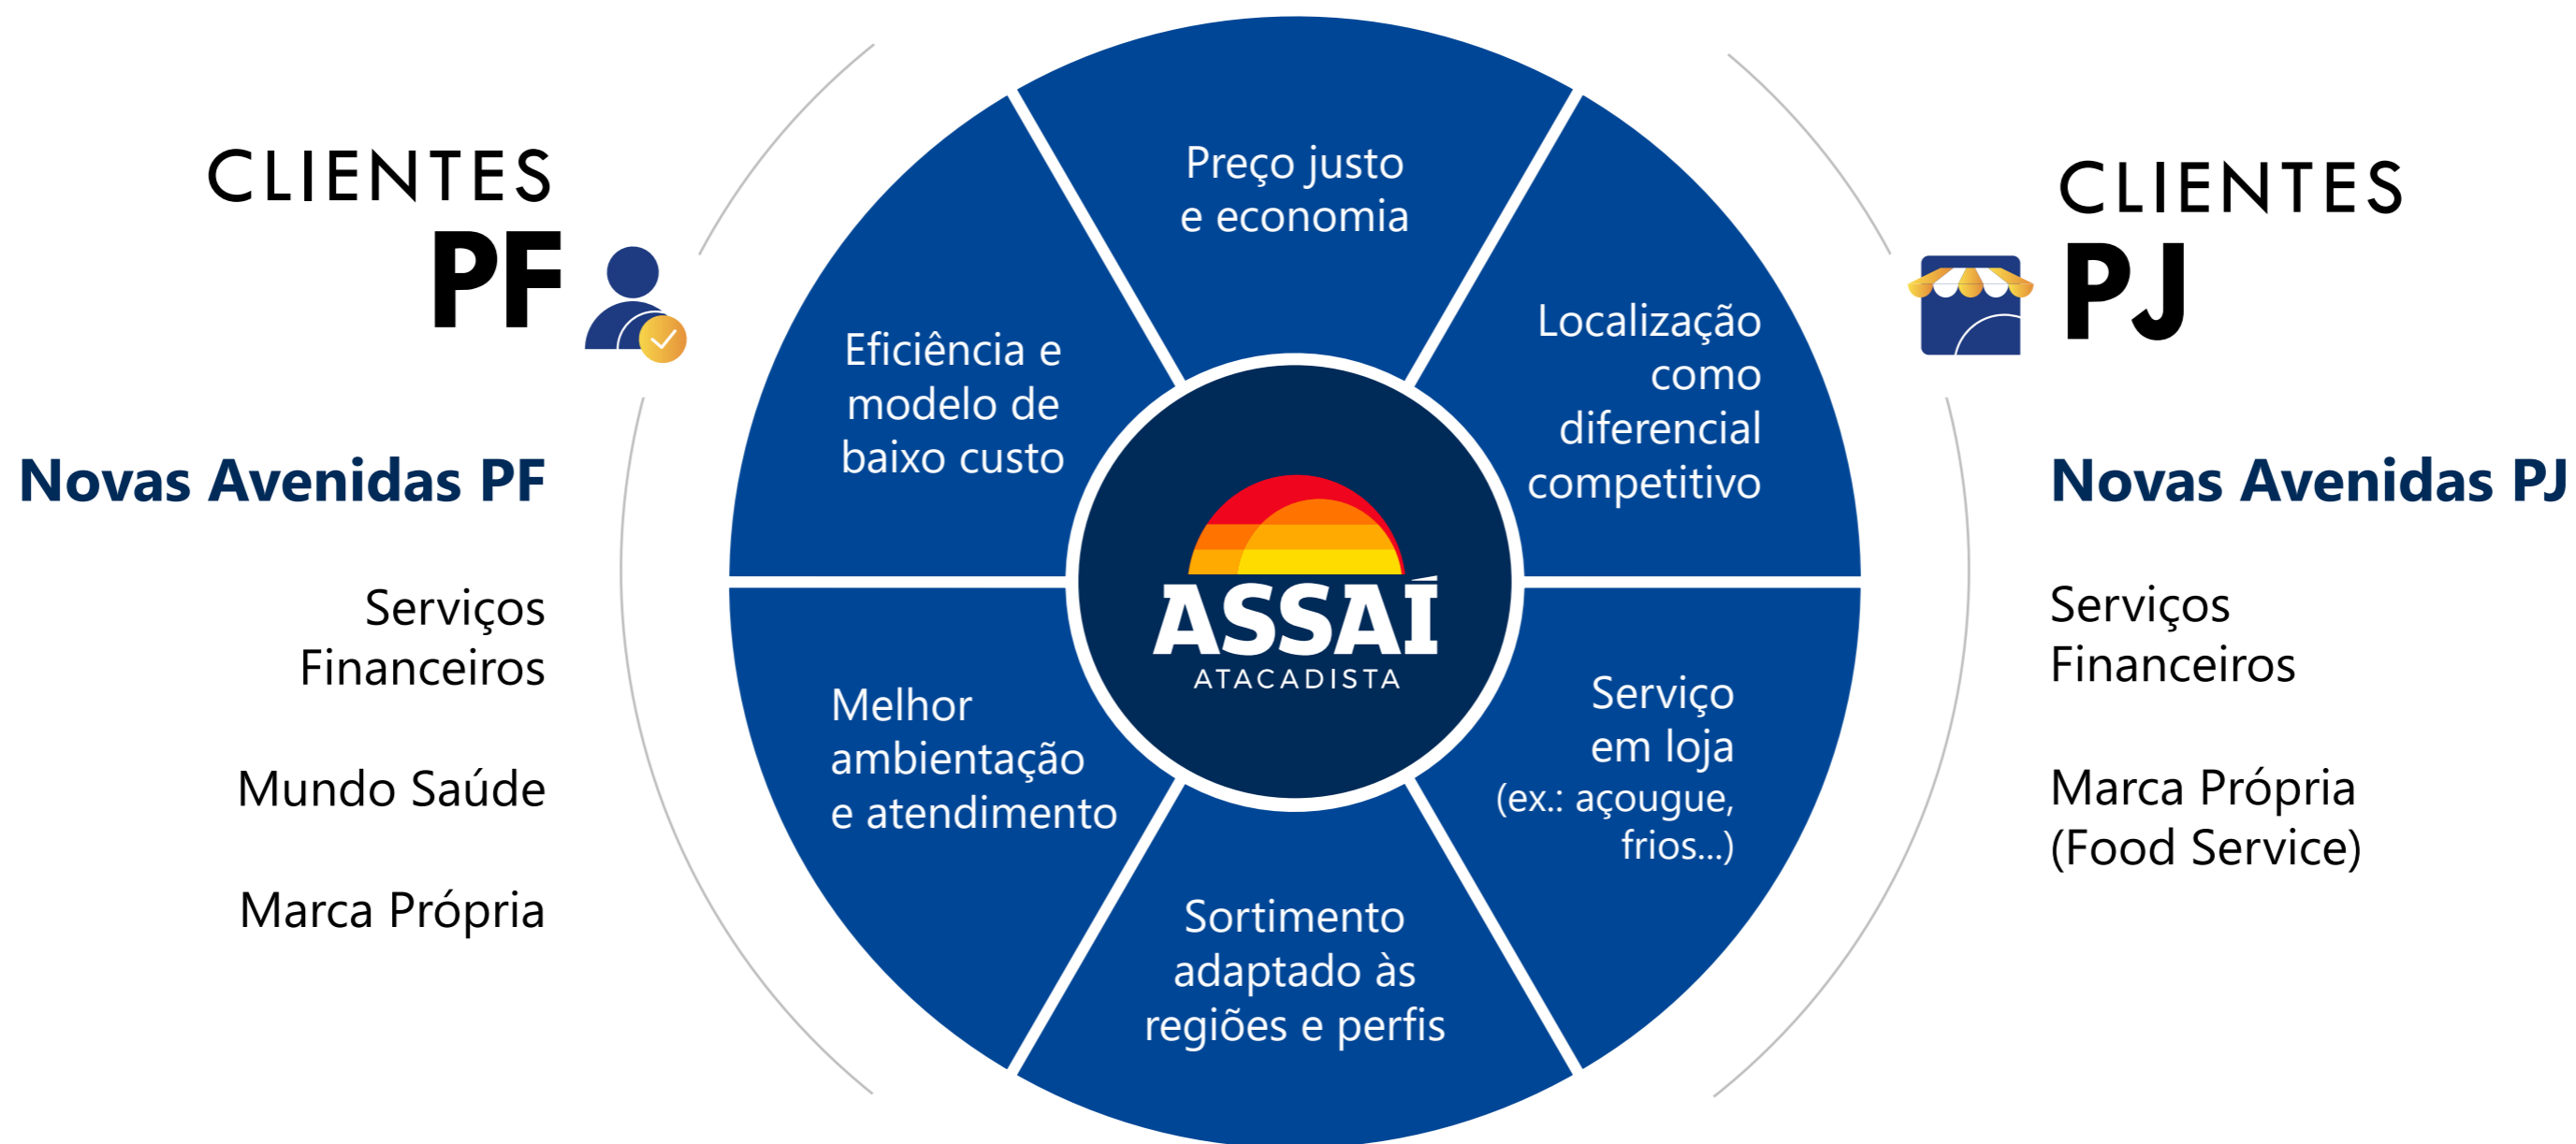 CLIENTES
PF
Novas Avenidas PF
Serviços
Financeiros
Mundo Saúde
Marca Própria
Preço justo
e economia
Localização
como
diferencial
competitivo
Serviço
em loja
(ex.: açougue,
frios...)
Sortimento
adaptado às
regiões e perfis
Melhor
ambientação
e atendimento
Eficiência e
modelo de
baixo custo
ASSAÍ
ATACADISTA
CLIENTES
PJ
Novas Avenidas PJ
Serviços
Financeiros
Marca Própria
(Food Service)